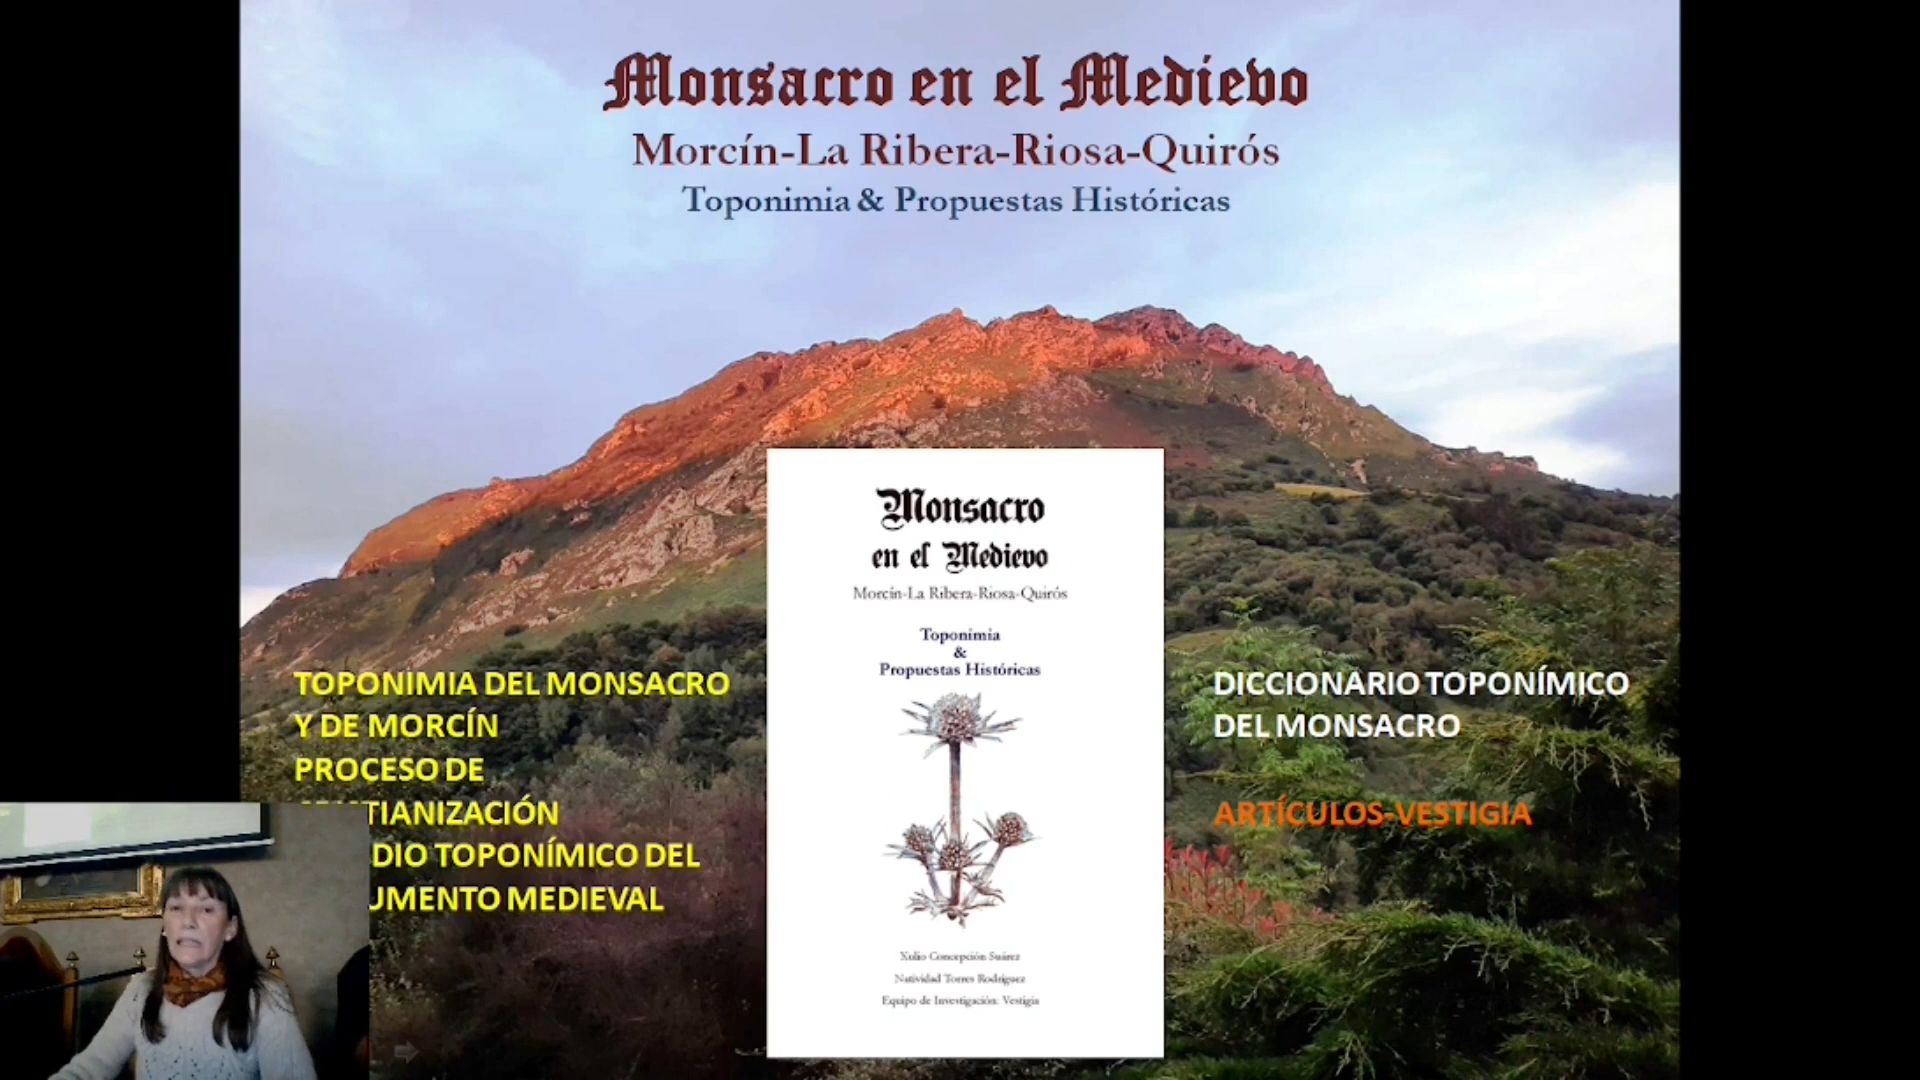 Monsacro en el Medievo
Morcín-La Ribera-Riosa-Quirós
Toponimia & Propuestas Históricas
Monsacro
en el Medievo
Morcín-La Ribera-Riosa-Quirós
Toponimia
&
Propuestas Históricas
Xulio Concepción Suárez
Natividad Torres Rodríguez
Equipo de Investigación: Vestigia
TOPONIMIA DEL MONSACRO
Y DE MORCÍN
PROCESO DE
TIANIZACIÓN
DIO TOPONÍMICO DEL
UMENTO MEDIEVAL
DICCIONARIO TOPONÍMICO
DEL MONSACRO
ARTÍCULOS-VESTIGIA